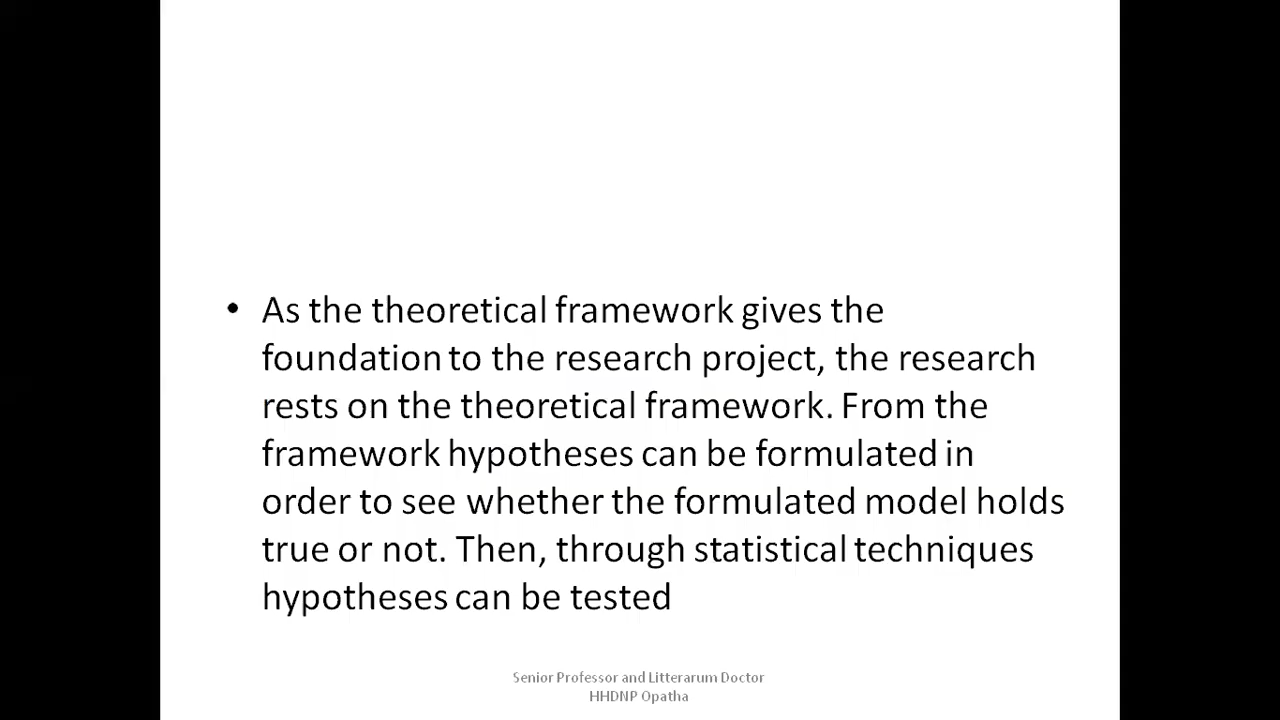 • As the theoretical framework gives the
foundation to the research project, the research
rests on the theoretical framework. From the
framework hypotheses can be formulated in
order to see whether the formulated model holds
true or not. Then, through statistical techniques
hypotheses can be tested
Senior Professor and Litterarum Doctor
HHDNP Opatha